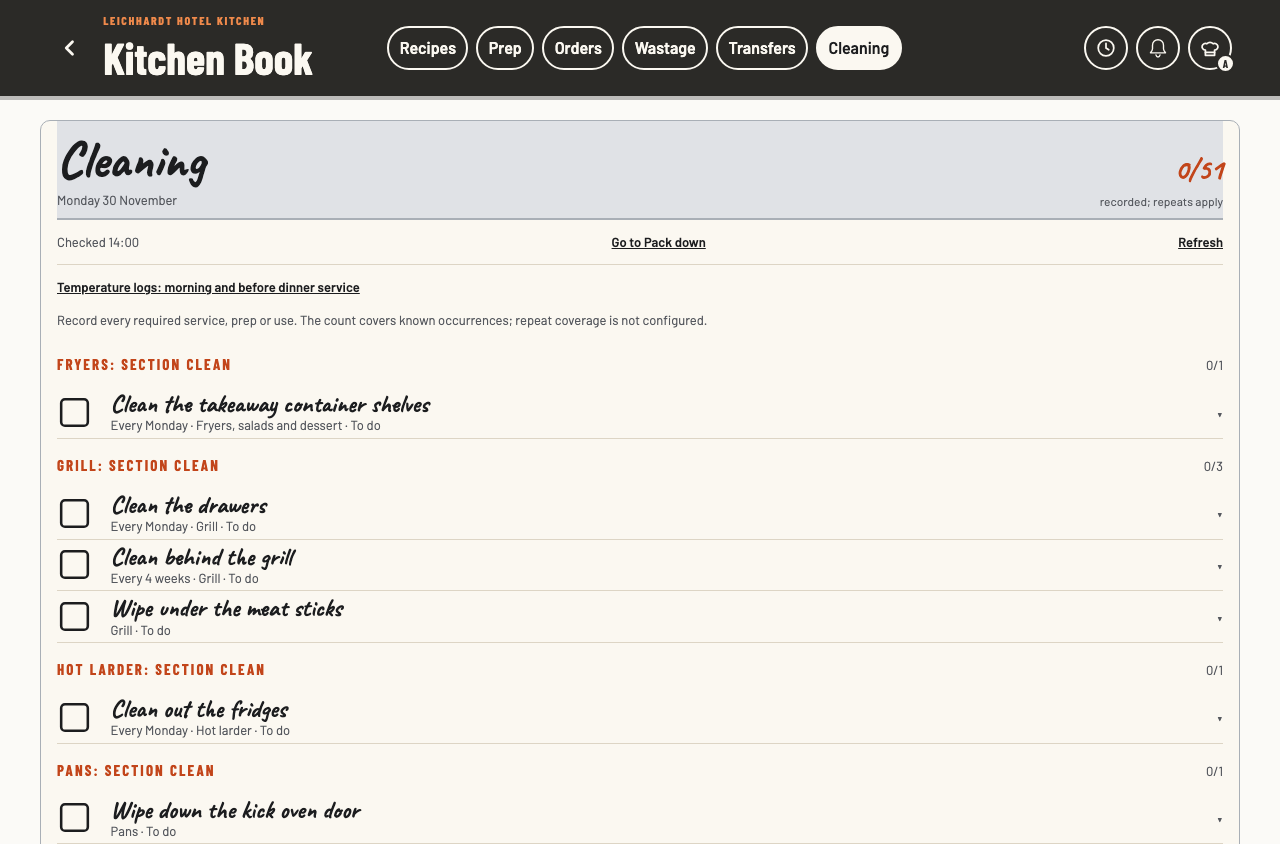 LEICHHARDT HOTEL KITCHEN
Kitchen Book
Recipes
Prep
Orders
Wastage
Transfers
Cleaning
A
Cleaning
0/51
Monday 30 November
recorded; repeats apply
Checked 14:00
Go to Pack down
Refresh
Temperature logs: morning and before dinner service
Record every required service, prep or use. The count covers known occurrences; repeat coverage is not configured.
FRYERS: SECTION CLEAN
0/1
Clean the takeaway container shelves
Every Monday · Fryers, salads and dessert · To do
GRILL: SECTION CLEAN
0/3
Clean the drawers
Every Monday · Grill · To do
Clean behind the grill
Every 4 weeks · Grill · To do
Wipe under the meat sticks
Grill · To do
HOT LARDER: SECTION CLEAN
0/1
Clean out the fridges
Every Monday · Hot larder · To do
PANS: SECTION CLEAN
0/1
Wipe down the kick oven door
Pans · To do